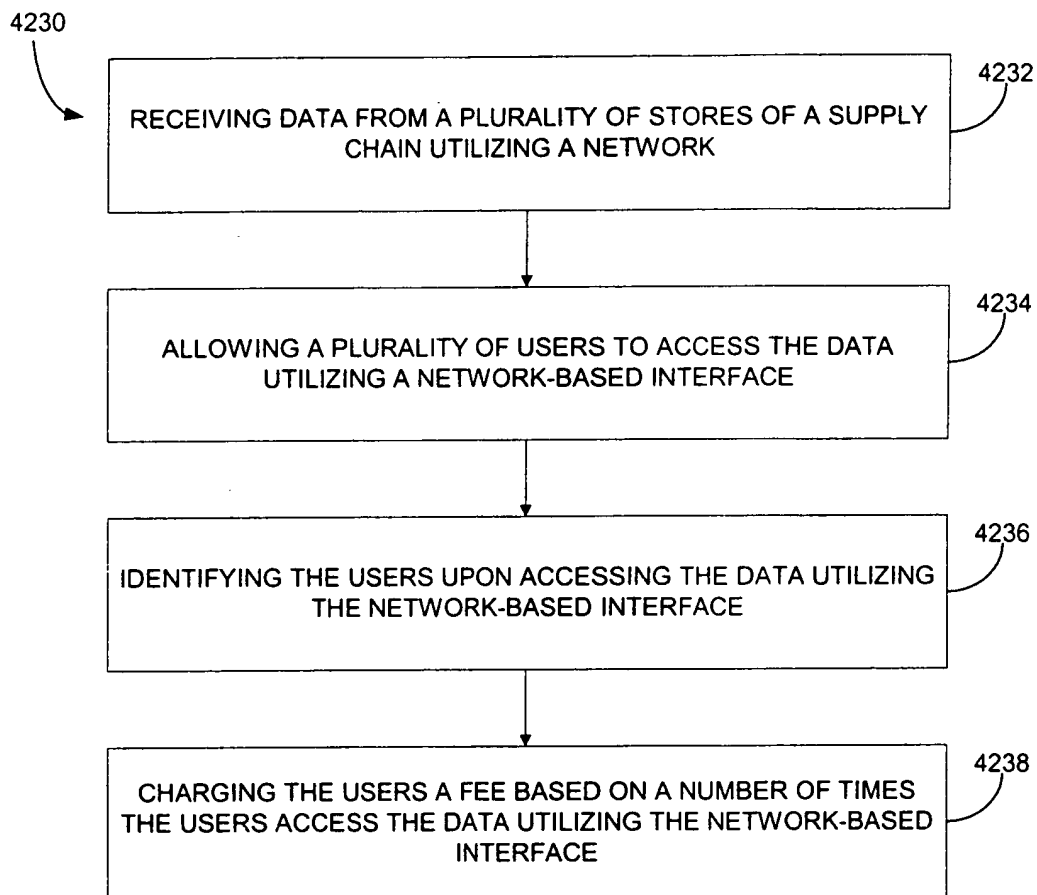 4230
4232
RECEIVING DATA FROM A PLURALITY OF STORES OF A SUPPLY
CHAIN UTILIZING A NETWORK
4234
ALLOWING A PLURALITY OF USERS TO ACCESS THE DATA
UTILIZING A NETWORK-BASED INTERFACE
4236
IDENTIFYING THE USERS UPON ACCESSING THE DATA UTILIZING
THE NETWORK-BASED INTERFACE
4238
CHARGING THE USERS A FEE BASED ON A NUMBER OF TIMES
THE USERS ACCESS THE DATA UTILIZING THE NETWORK-BASED
INTERFACE